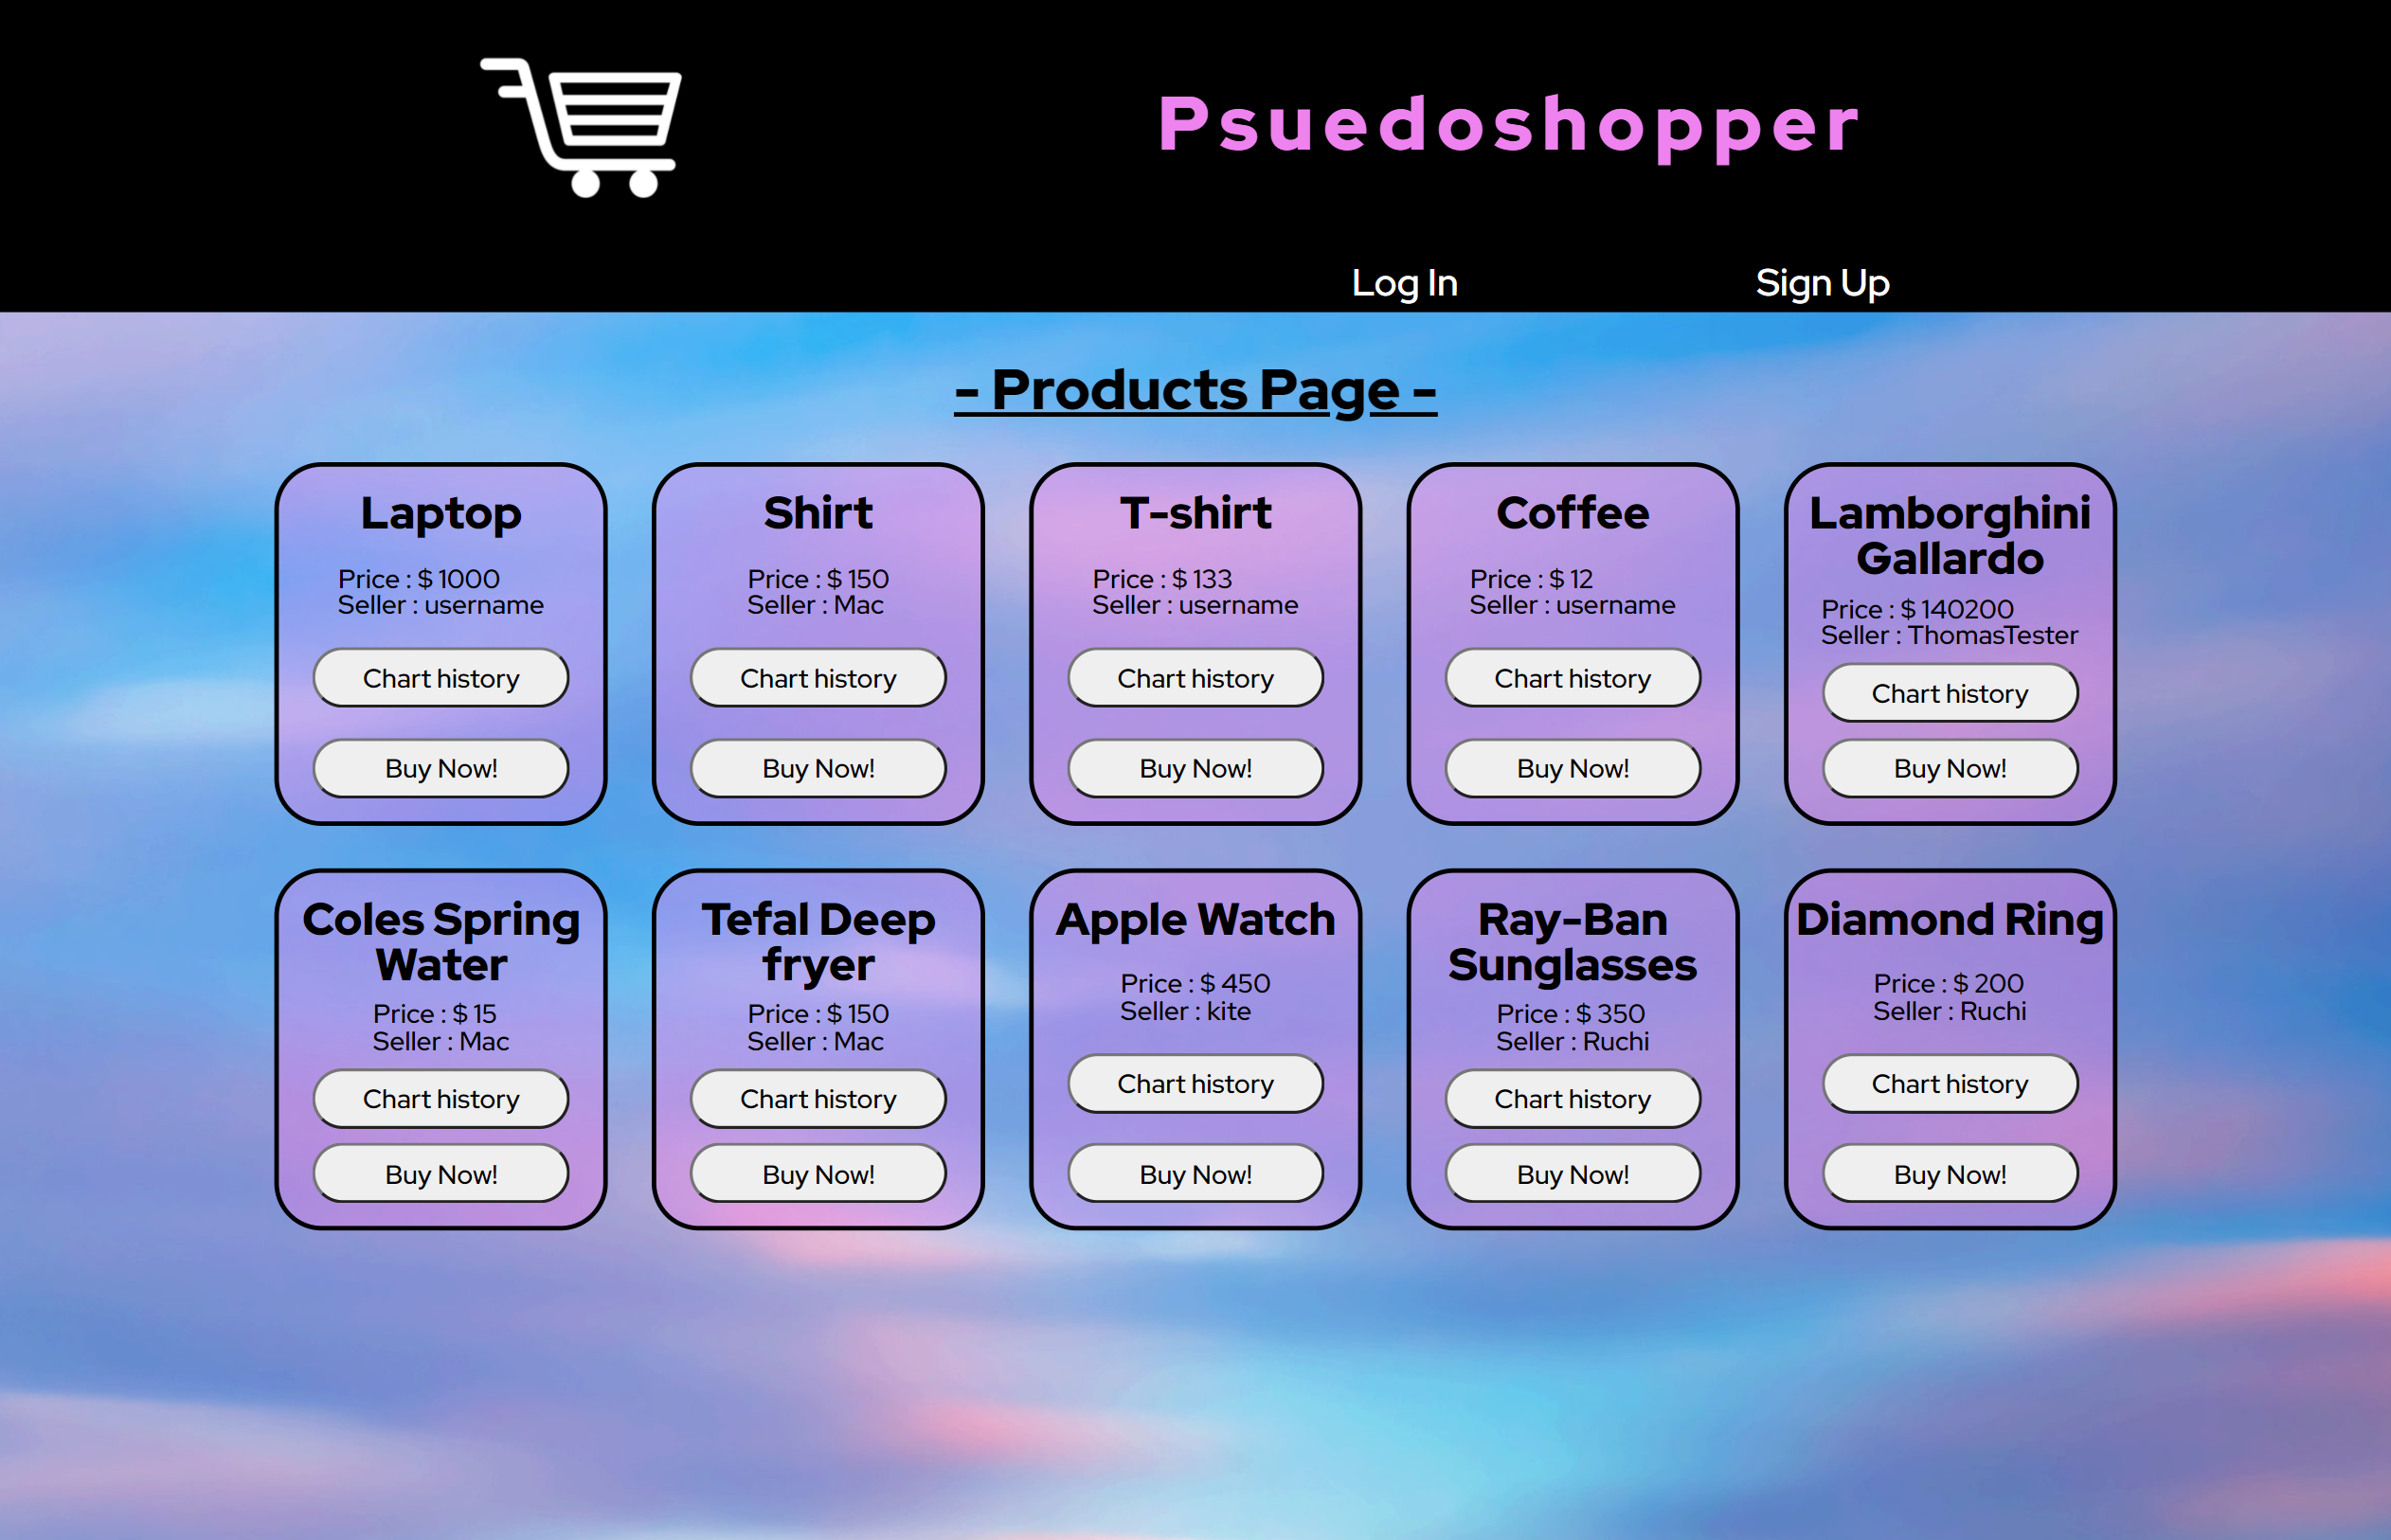 Psuedoshopper
Log In
Sign Up
- Products Page -
Laptop
Price : $ 1000
Seller : username
Chart history
Buy Now!
Shirt
Price : $ 150
Seller : Mac
Chart history
Buy Now!
T-shirt
Price : $ 133
Seller : username
Chart history
Buy Now!
Coffee
Price : $ 12
Seller : username
Chart history
Buy Now!
Lamborghini
Gallardo
Price : $ 140200
Seller : ThomasTester
Chart history
Buy Now!
Coles Spring
Water
Price : $ 15
Seller : Mac
Chart history
Buy Now!
Tefal Deep
fryer
Price : $ 150
Seller : Mac
Chart history
Buy Now!
Apple Watch
Price : $ 450
Seller : kite
Chart history
Buy Now!
Ray-Ban
Sunglasses
Price : $ 350
Seller : Ruchi
Chart history
Buy Now!
Diamond Ring
Price : $ 200
Seller : Ruchi
Chart history
Buy Now!